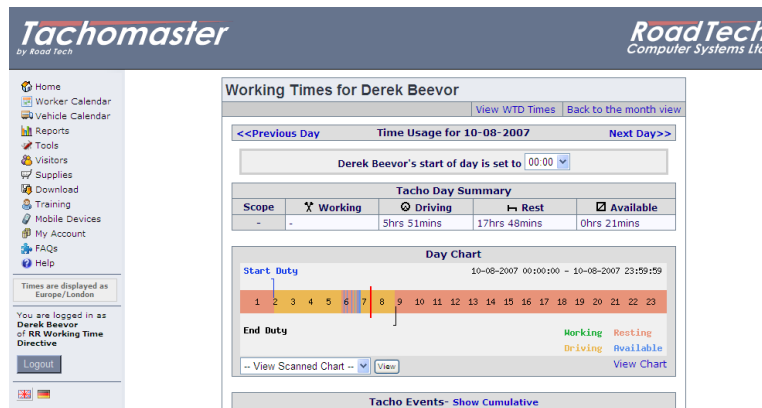 Tachomaster
by Road Tech
RoadTech
Computer Systems Ltd
Home
Worker Calendar
Vehicle Calendar
Reports
Tools
Visitors
Supplies
Download
Training
Mobile Devices
My Account
FAQs
Help
Times are displayed as
Europe/London
You are logged in as
Derek Beevor
of RR Working Time
Directive
Logout
Working Times for Derek Beevor
View WTD Times Back to the month view
<<Previous Day Time Usage for 10-08-2007 Next Day>>
Derek Beevor's start of day is set to 00:00
Tacho Day Summary
Scope Working Driving Rest Available
- - 5hrs 51mins 17hrs 48mins 0hrs 21mins
Day Chart
Start Duty 10-08-2007 00:00:00 - 10-08-2007 23:59:59
1 2 3 4 5 6 7 8 9 10 11 12 13 14 15 16 17 18 19 20 21 22 23
End Duty Working Resting
Driving Available
-- View Scanned Chart -- View View Chart
Tacho Events- Show Cumulative